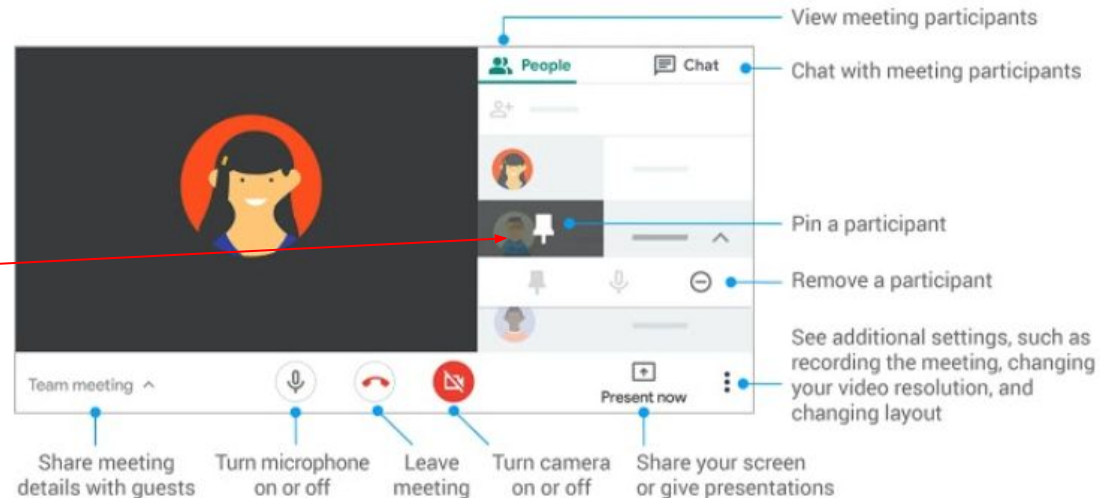 View meeting participants
People
Chat
Chat with meeting participants
Pin a participant
Remove a participant
See additional settings, such as
recording the meeting, changing
your video resolution, and
changing layout
Team meeting
Present now
Share meeting
details with guests
Turn microphone
on or off
Leave
meeting
Turn camera
on or off
Share your screen
or give presentations